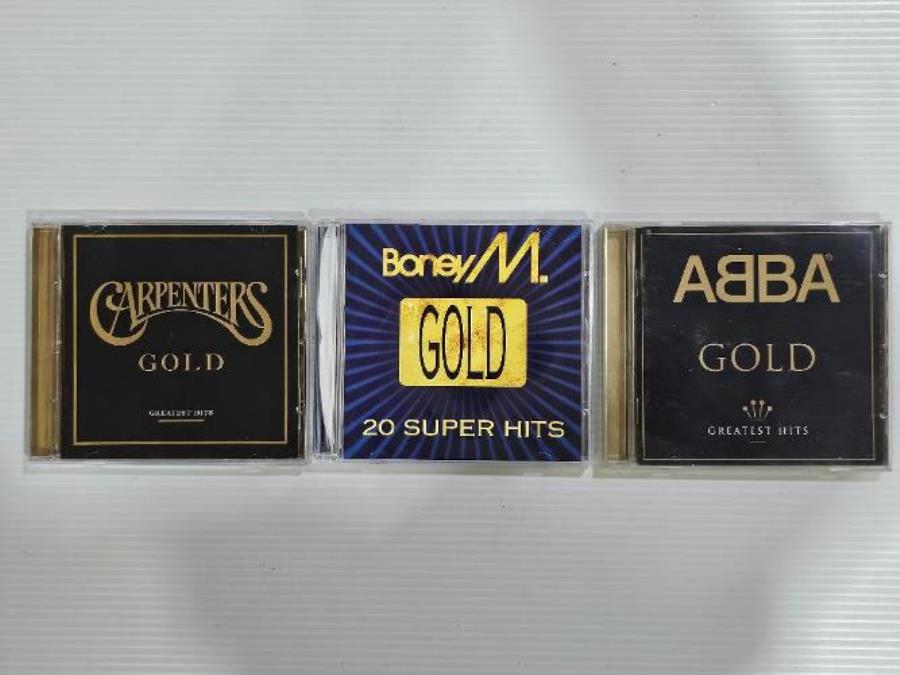 CARPENTERS
GOLD
GREATEST HITS
Boney M.
GOLD
20 SUPER HITS
ABBA
GOLD
GREATEST HITS